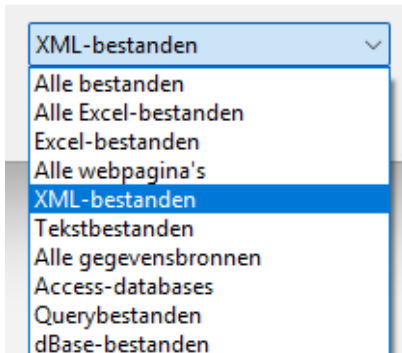 XML-bestanden
Alle bestanden
Alle Excel-bestanden
Excel-bestanden
Alle webpagina's
XML-bestanden
Tekstbestanden
Alle gegevensbronnen
Access-databases
Querybestanden
dBase-bestanden